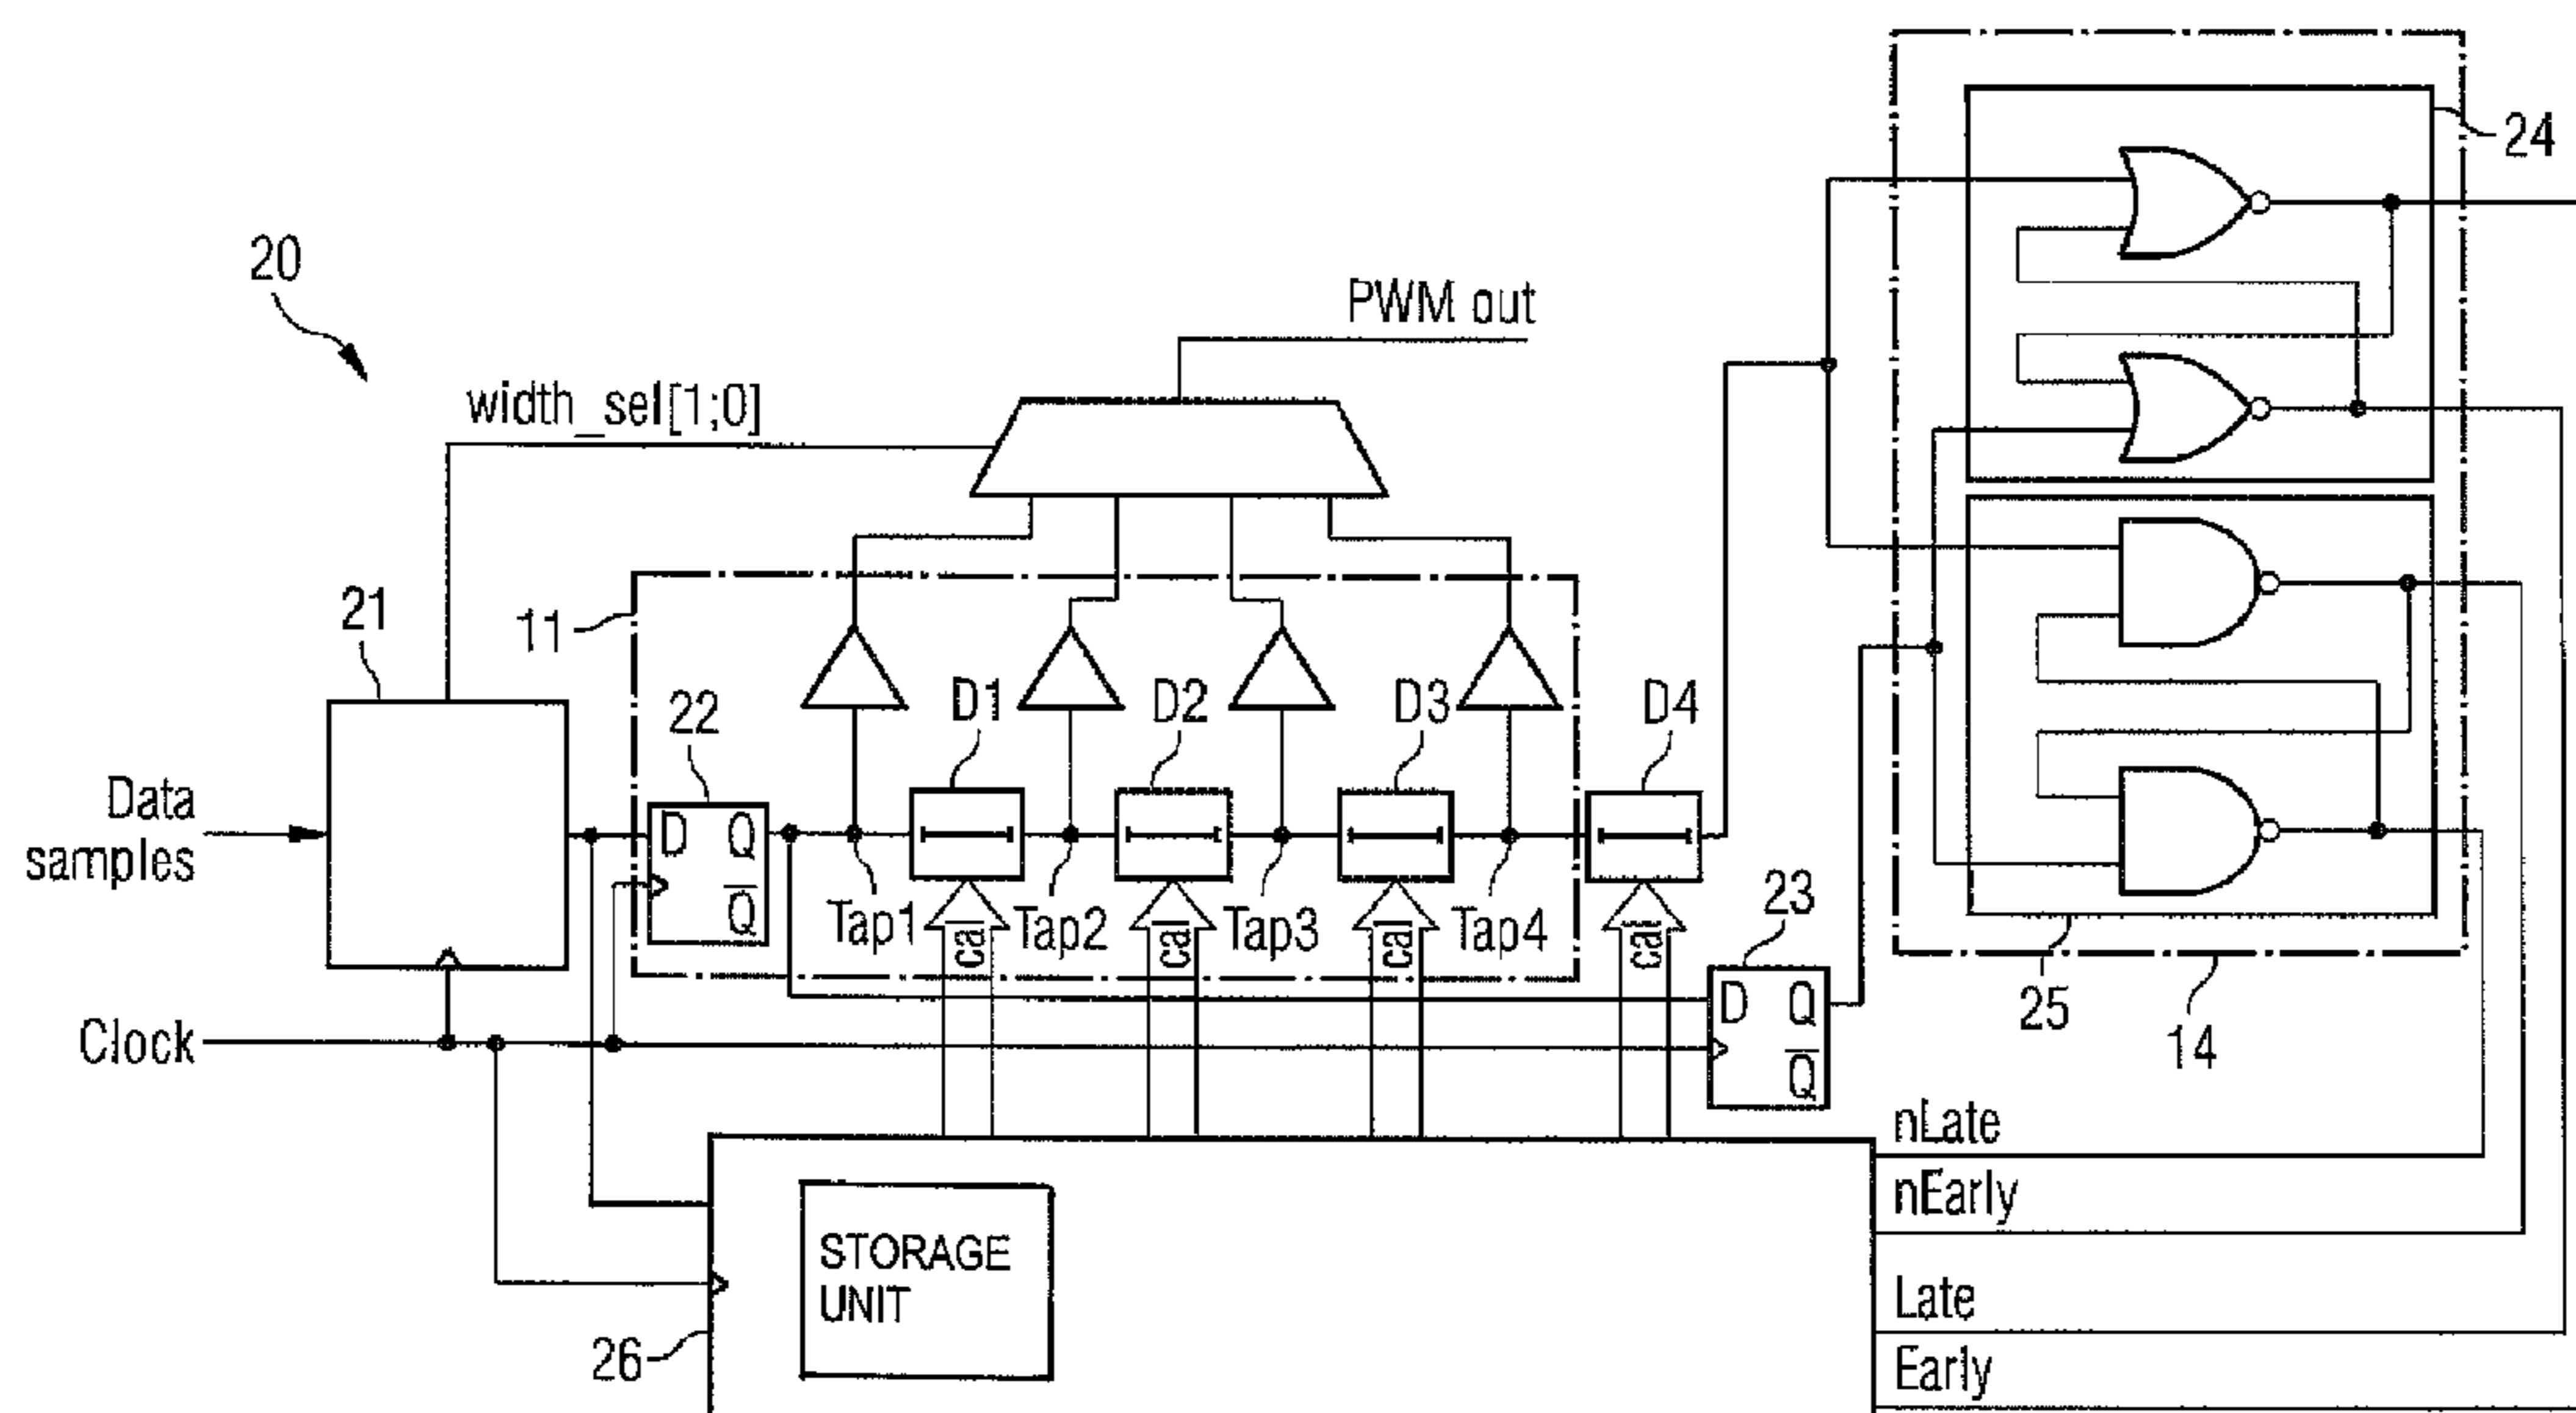 24
20
PWM out
width_sel[1;0]
21
11
22
D1
D2
D3
D4
Data
samples
D Q
Q̅
Tap1
Tap2
Tap3
Tap4
cal
cal
cal
cal
23
D Q
Q̅
25
14
Clock
nLate
nEarly
STORAGE
UNIT
Late
26
Early